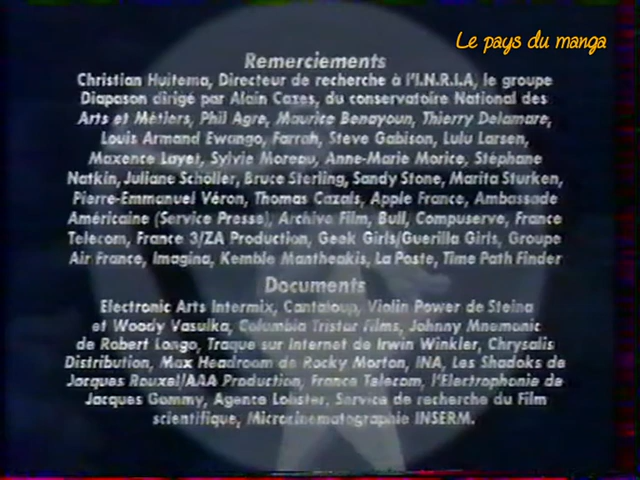 Le pays du manga
Remerciements
Christian Huitema, Directeur de recherche à l'I.N.R.I.A, le groupe
Diapason dirigé par Alain Cazes, du conservatoire National des
Arts et Métiers, Phil Agre, Maurice Benayoun, Thierry Delamare,
Louis Armand Ewango, Farrah, Steve Gabison, Lulu Larsen,
Maxence Layet, Sylvie Moreau, Anne-Marie Morice, Stéphane
Natkin, Juliane Schöller, Bruce Sterling, Sandy Stone, Marita Sturken,
Pierre-Emmanuel Véron, Thomas Cazals, Apple France, Ambassade
Américaine (Service Presse), Archive Film, Bull, Compuserve, France
Telecom, France 3/ZA Production, Geek Girls/Guerilla Girls, Groupe
Air France, Imagina, Kemble Mantheakis, La Poste, Time Path Finder
Documents
Electronic Arts Intermix, Cantaloup, Violin Power de Steina
et Woody Vasulka, Columbia Tristar Films, Johnny Mnemonic
de Robert Longo, Traque sur Internet de Irwin Winkler, Chrysalis
Distribution, Max Headroom de Rocky Morton, INA, Les Shadoks de
Jacques Rouxel/AAA Production, France Telecom, l'Electrophonie de
Jacques Gommy, Agence Lobster, Service de recherche du Film
scientifique, Microcinematographie INSERM.